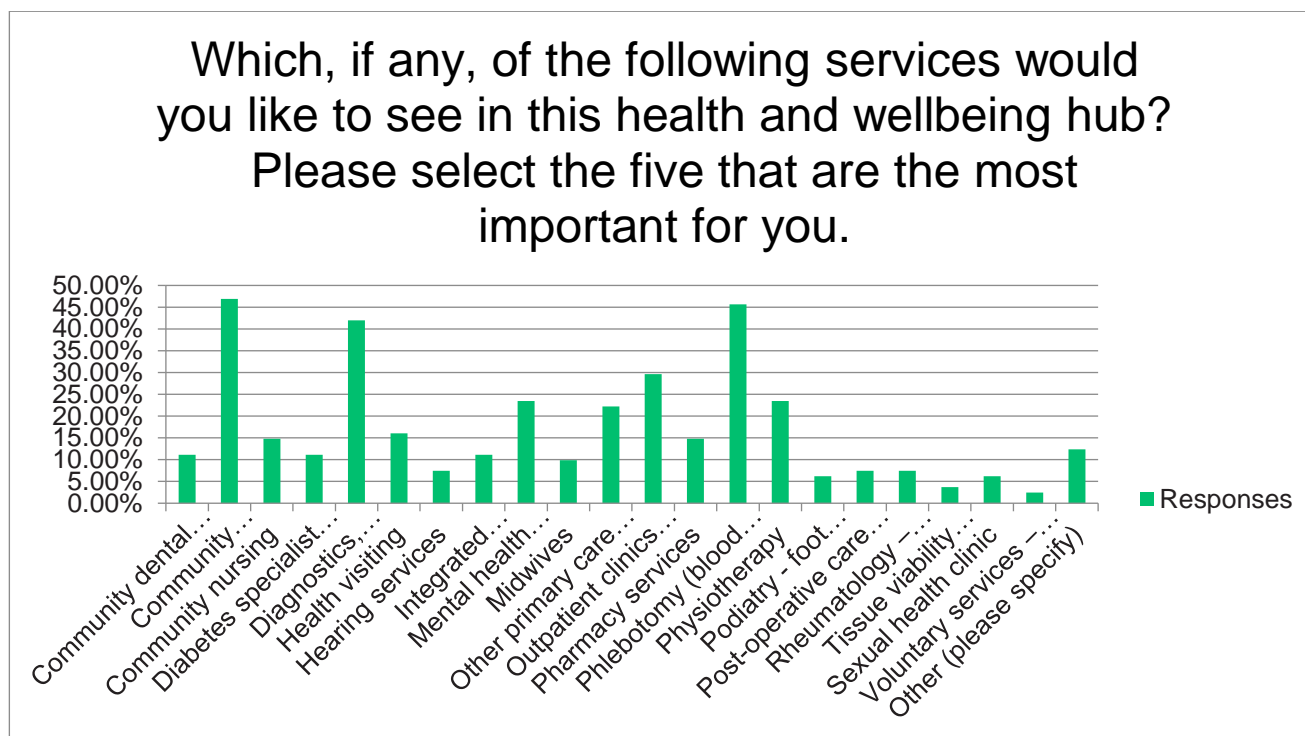 Which, if any, of the following services would
you like to see in this health and wellbeing hub?
Please select the five that are the most
important for you.
50.00%
45.00%
40.00%
35.00%
30.00%
25.00%
20.00%
15.00%
10.00%
5.00%
0.00%
Responses
Community dental…
Community…
Community nursing
Diabetes specialist…
Diagnostics,…
Health visiting
Hearing services
Integrated…
Mental health…
Midwives
Other primary care…
Outpatient clinics…
Pharmacy services
Phlebotomy (blood…
Physiotherapy
Podiatry - foot…
Post-operative care…
Rheumatology –…
Tissue viability…
Sexual health clinic
Voluntary services –…
Other (please specify)